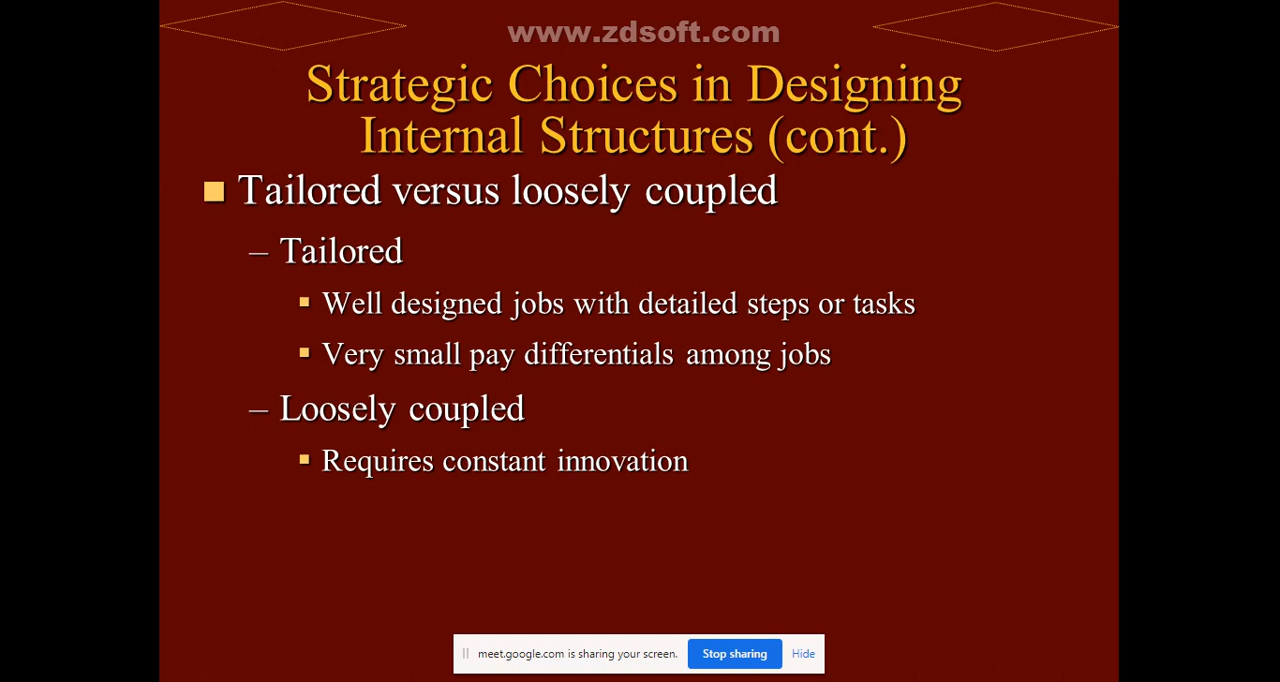 www.zdsoft.com
Strategic Choices in Designing
Internal Structures (cont.)
Tailored versus loosely coupled
– Tailored
Well designed jobs with detailed steps or tasks
Very small pay differentials among jobs
– Loosely coupled
Requires constant innovation
meet.google.com is sharing your screen. Stop sharing Hide